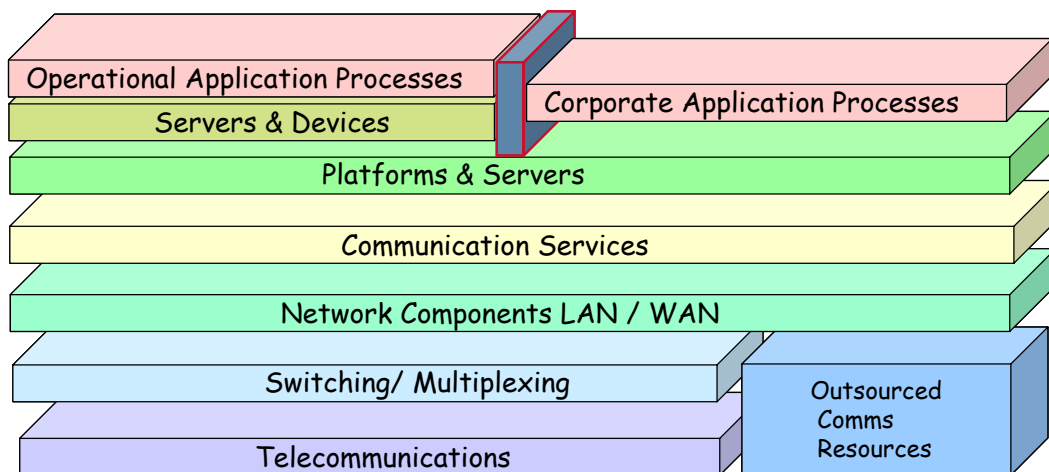 Operational Application Processes
Corporate Application Processes
Servers & Devices
Platforms & Servers
Communication Services
Network Components LAN / WAN
Switching/ Multiplexing
Outsourced
Comms
Resources
Telecommunications